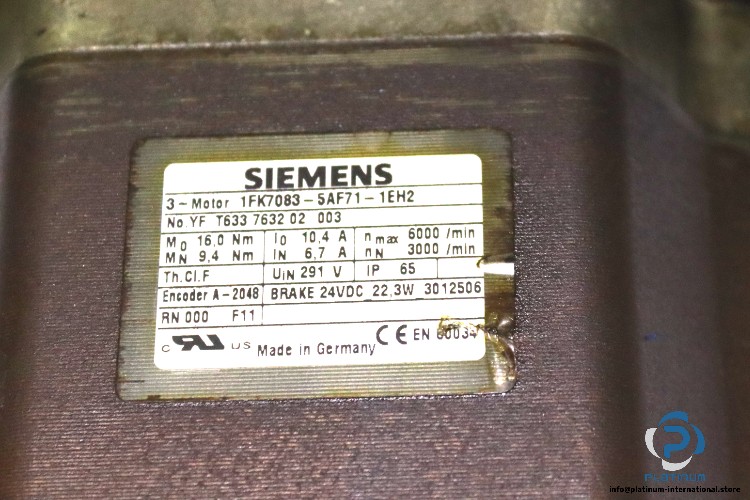 SIEMENS
3~Motor 1FK7083-5AF71-1EH2
No YF T633 7632 02 003
M0 16,0 Nm I0 10,4 A nmax 6000 /min
MN 9,4 Nm IN 6,7 A nN 3000 /min
Th.Cl.F UIN 291 V IP 65
Encoder A-2048 BRAKE 24VDC 22,3W 3012506
RN 000 F11
c RU US Made in Germany CE EN 60034
info@platinum-international.store